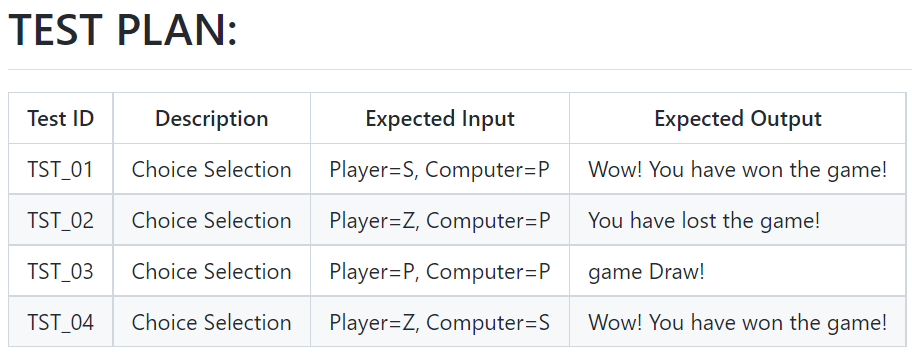 TEST PLAN:
Test ID Description Expected Input Expected Output
TST_01 Choice Selection Player=S, Computer=P Wow! You have won the game!
TST_02 Choice Selection Player=Z, Computer=P You have lost the game!
TST_03 Choice Selection Player=P, Computer=P game Draw!
TST_04 Choice Selection Player=Z, Computer=S Wow! You have won the game!